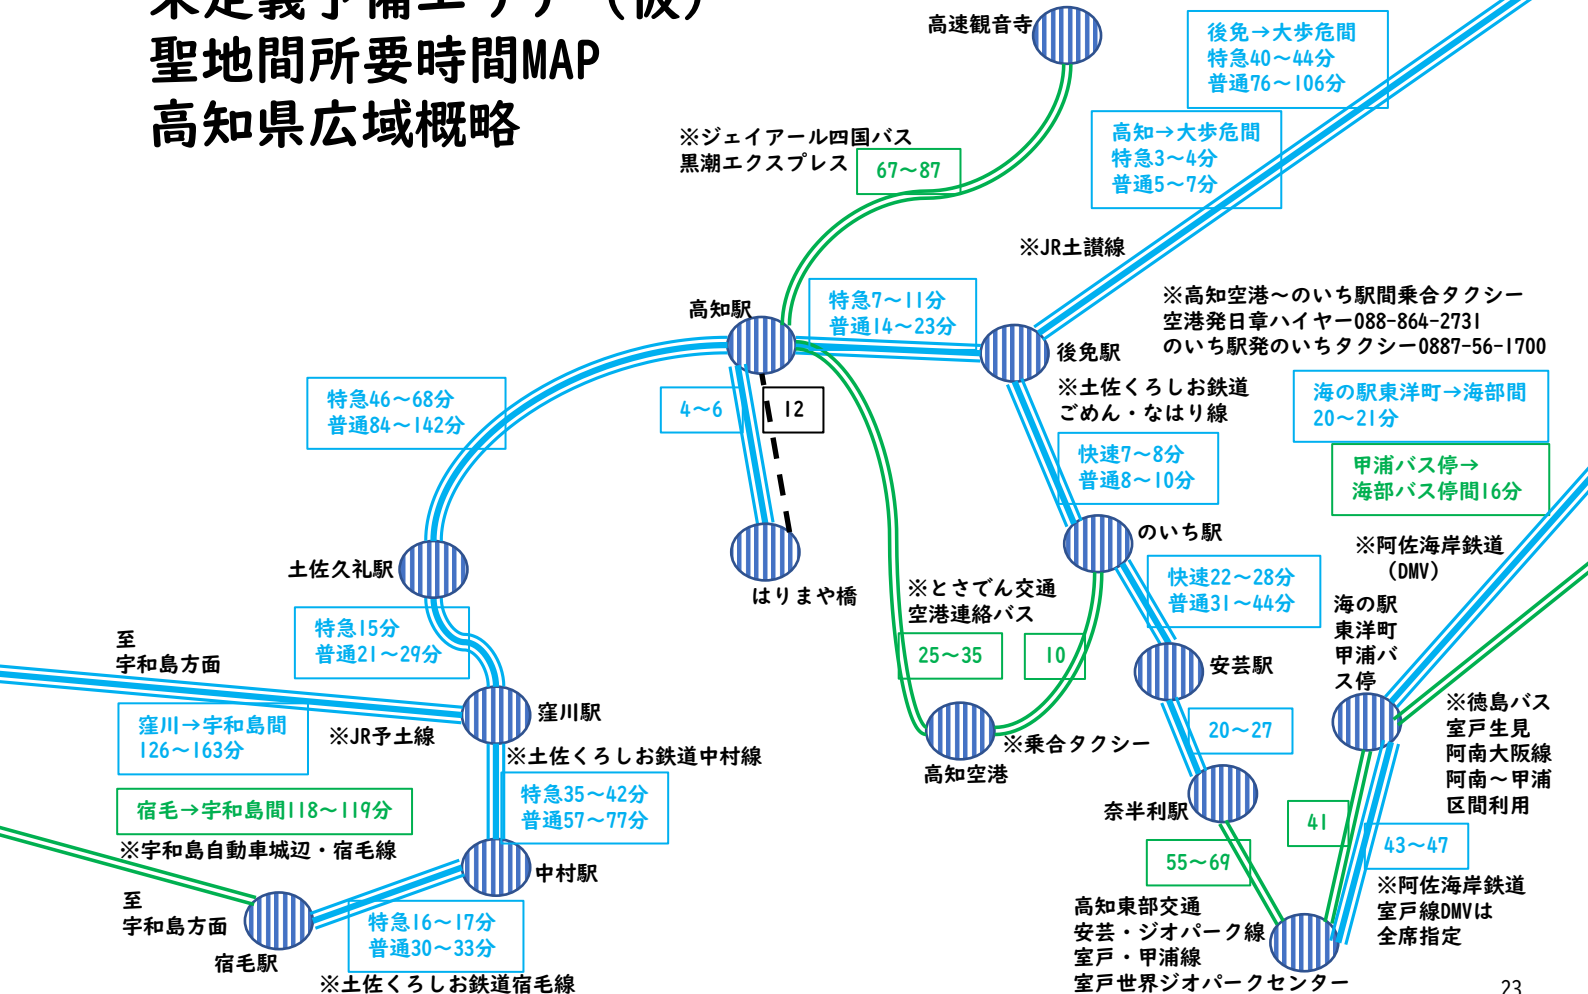 未定義予備エリア（仮）
聖地間所要時間MAP
高知県広域概略
高速観音寺
後免→大歩危間
特急40～44分
普通76～106分
※ジェイアール四国バス
黒潮エクスプレス
67～87
高知→大歩危間
特急3～4分
普通5～7分
※JR土讃線
高知駅
特急7～11分
普通14～23分
※高知空港～のいち駅間乗合タクシー
空港発日章ハイヤー088-864-2731
のいち駅発のいちタクシー0887-56-1700
後免駅
※土佐くろしお鉄道
ごめん・なはり線
特急46～68分
普通84～142分
4～6
12
海の駅東洋町→海部間
20～21分
快速7～8分
普通8～10分
甲浦バス停→
海部バス停間16分
のいち駅
※阿佐海岸鉄道
（DMV）
土佐久礼駅
はりまや橋
※とさでん交通
空港連絡バス
快速22～28分
普通31～44分
海の駅
東洋町
甲浦バ
ス停
特急15分
普通21～29分
至
宇和島方面
25～35
10
安芸駅
窪川→宇和島間
126～163分
※JR予土線
窪川駅
※土佐くろしお鉄道中村線
※乗合タクシー
高知空港
20～27
※徳島バス
室戸生見
阿南大阪線
阿南～甲浦
区間利用
宿毛→宇和島間118～119分
※宇和島自動車城辺・宿毛線
特急35～42分
普通57～77分
奈半利駅
41
43～47
55～69
中村駅
至
宇和島方面
特急16～17分
普通30～33分
宿毛駅
※土佐くろしお鉄道宿毛線
高知東部交通
安芸・ジオパーク線
室戸・甲浦線
室戸世界ジオパークセンター
※阿佐海岸鉄道
室戸線DMVは
全席指定
23